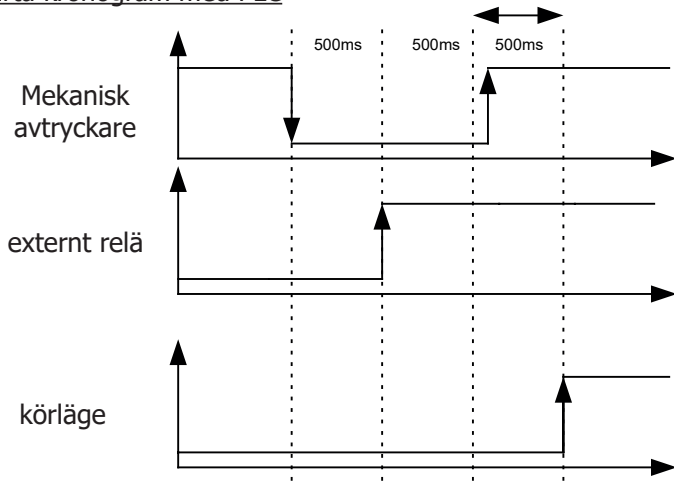 500ms 500ms 500ms
Mekanisk
avtryckare
externt relä
körläge